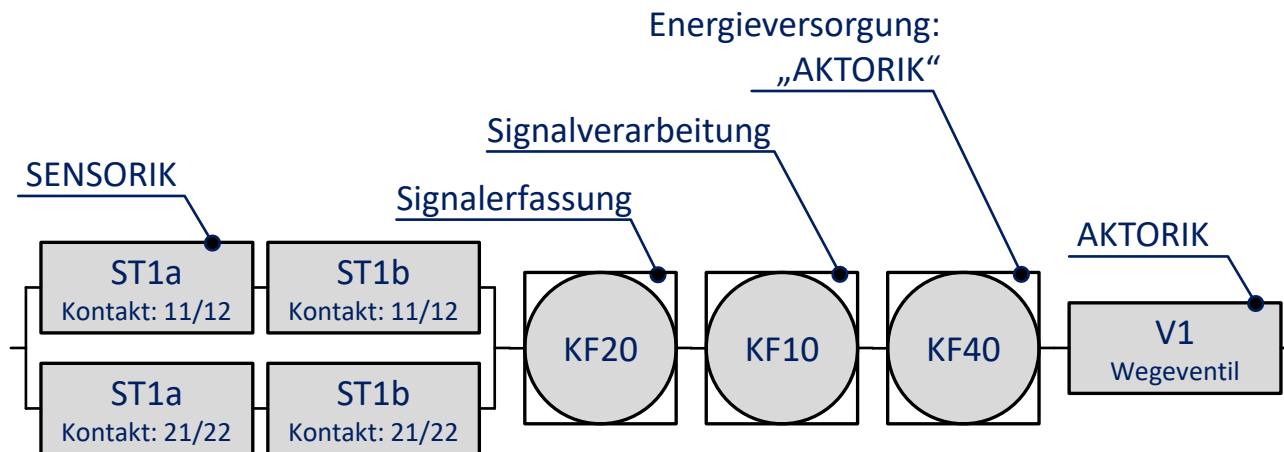 Energieversorgung:
„AKTORIK“
Signalverarbeitung
SENSORIK
Signalerfassung
AKTORIK
ST1a
Kontakt: 11/12
ST1b
Kontakt: 11/12
KF20
KF10
KF40
V1
Wegeventil
ST1a
Kontakt: 21/22
ST1b
Kontakt: 21/22